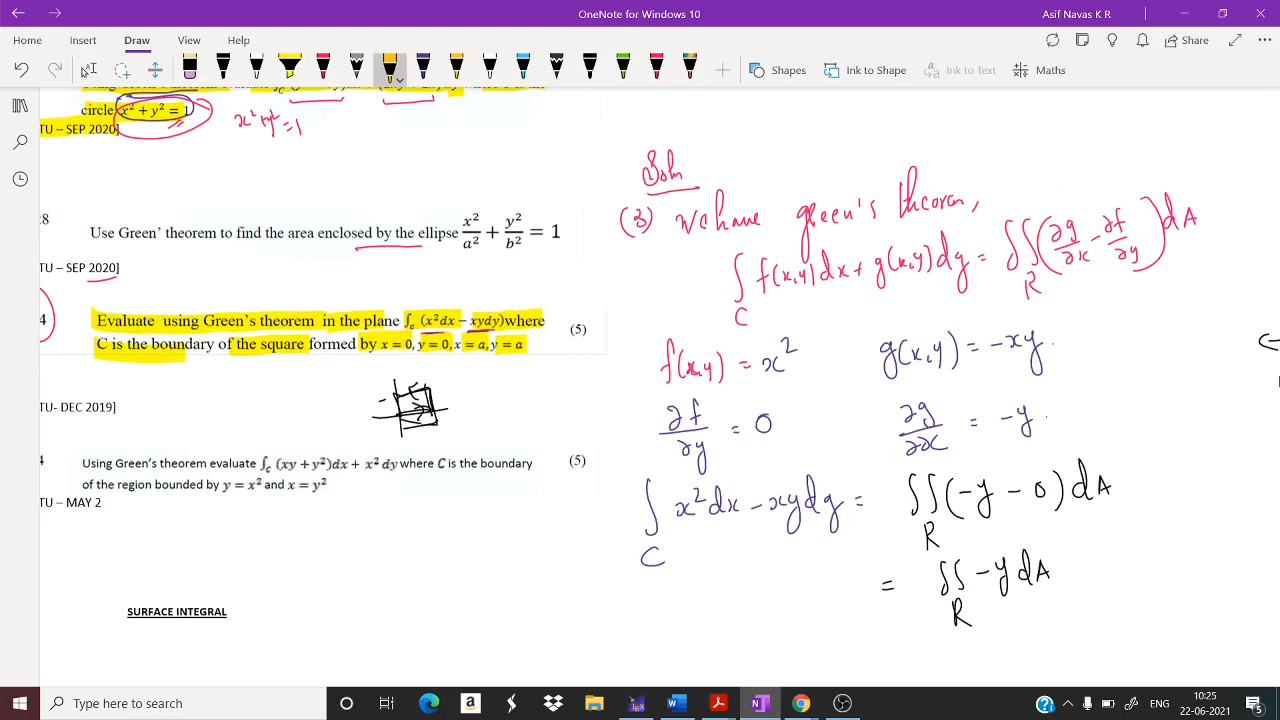 OneNote for Windows 10
Asif Navas K R
Home Insert Draw View Help
Shapes Ink to Shape Ink to Text Maths
circle x² + y² = 1
x²+y²=1
TU – SEP 2020]
28
Use Green' theorem to find the area enclosed by the ellipse x²/a² + y²/b² = 1
TU – SEP 2020]
4
Evaluate using Green's theorem in the plane ∫c (x²dx − xydy) where
C is the boundary of the square formed by x = 0, y = 0, x = a, y = a
(5)
TU- DEC 2019]
4
Using Green's theorem evaluate ∫c (xy + y²)dx + x² dy where C is the boundary
of the region bounded by y = x² and x = y²
(5)
TU – MAY 2
SURFACE INTEGRAL
Soln
(3) We have green's theorem,
∫C f(x,y)dx + g(x,y)dy = ∬R (∂g/∂x - ∂f/∂y) dA
f(x,y) = x² g(x,y) = -xy
∂f/∂y = 0 ∂g/∂x = -y
∫C x²dx - xydy = ∬R (-y - 0) dA
= ∬R -y dA
Type here to search
ENG
10:25
22-06-2021
5